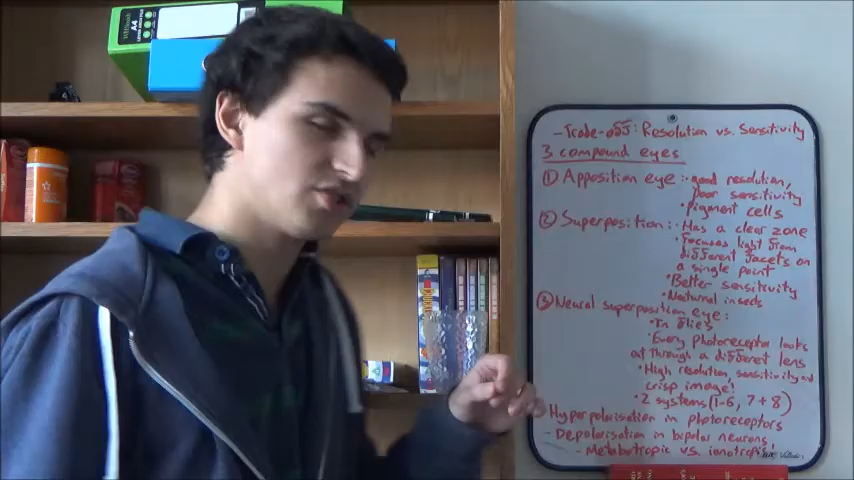 - Trade-off: Resolution vs. Sensitivity
3 compound eyes
① Apposition eye: • good resolution,
poor sensitivity
• pigment cells
② Superposition: • Has a clear zone
• Focuses light from
different facets on
a single point
• Better sensitivity
• Nocturnal insects
③ Neural superposition eye:
• In flies
• Every photoreceptor looks
at through a different lens
• High resolution, sensitivity and
crisp image
• 2 systems (1-6, 7+8)
Hyperpolarisation in photoreceptors
- Depolarisation in bipolar neurons
- Metabotropic vs. ionotropic
A4